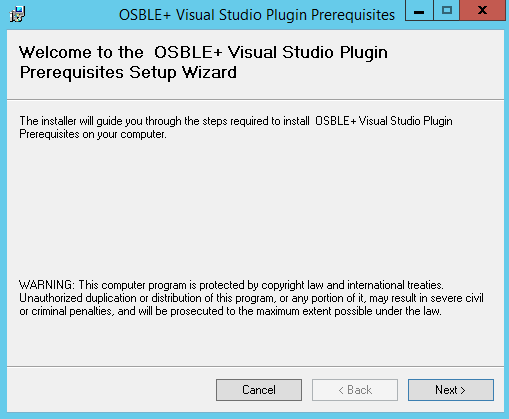 OSBLE+ Visual Studio Plugin Prerequisites
Welcome to the OSBLE+ Visual Studio Plugin
Prerequisites Setup Wizard
The installer will guide you through the steps required to install OSBLE+ Visual Studio Plugin
Prerequisites on your computer.
WARNING: This computer program is protected by copyright law and international treaties.
Unauthorized duplication or distribution of this program, or any portion of it, may result in severe civil
or criminal penalties, and will be prosecuted to the maximum extent possible under the law.
Cancel < Back Next >